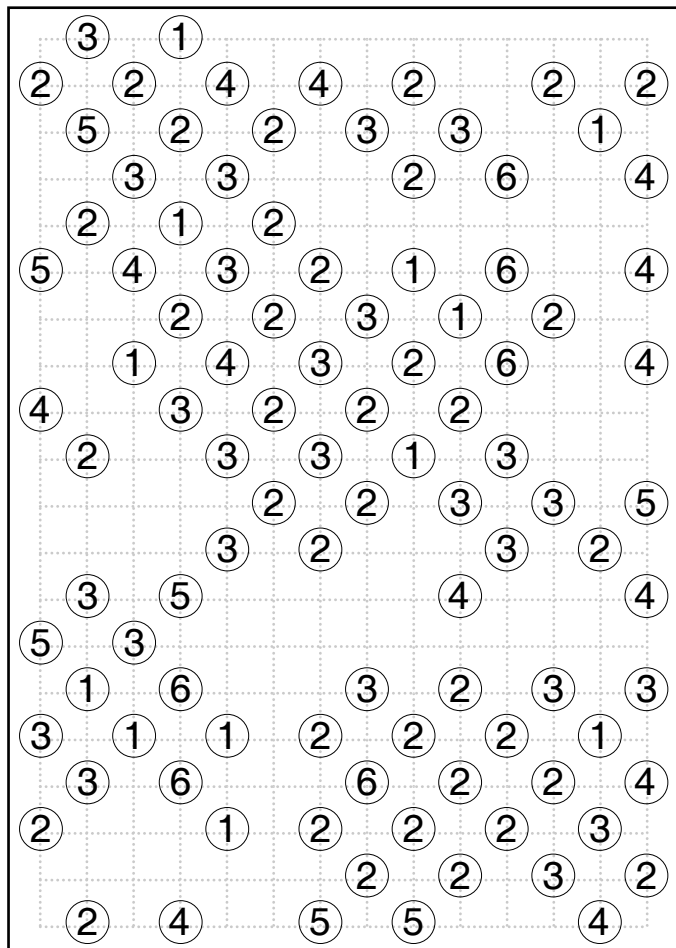 3 1
2 2 4 4 2 2 2
5 2 2 3 3 1
3 3 2 6 4
2 1 2
5 4 3 2 1 6 4
2 2 3 1 2
1 4 3 2 6 4
4 3 2 2 2
2 3 3 1 3
2 2 3 3 5
3 2 3 2
3 5 4 4
5 3
1 6 3 2 3 3
3 1 1 2 2 2 1
3 6 6 2 2 4
2 1 2 2 2 3
2 2 3 2
2 4 5 5 4